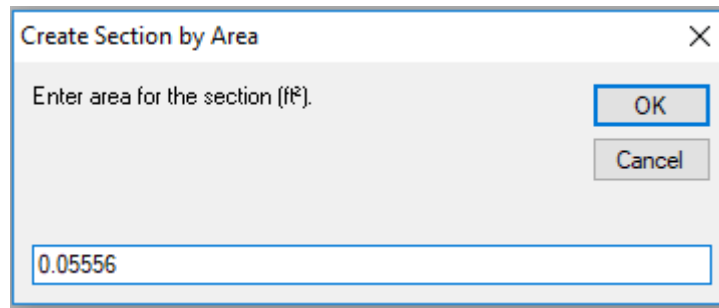 Create Section by Area
Enter area for the section (ft²).
OK
Cancel
0.05556